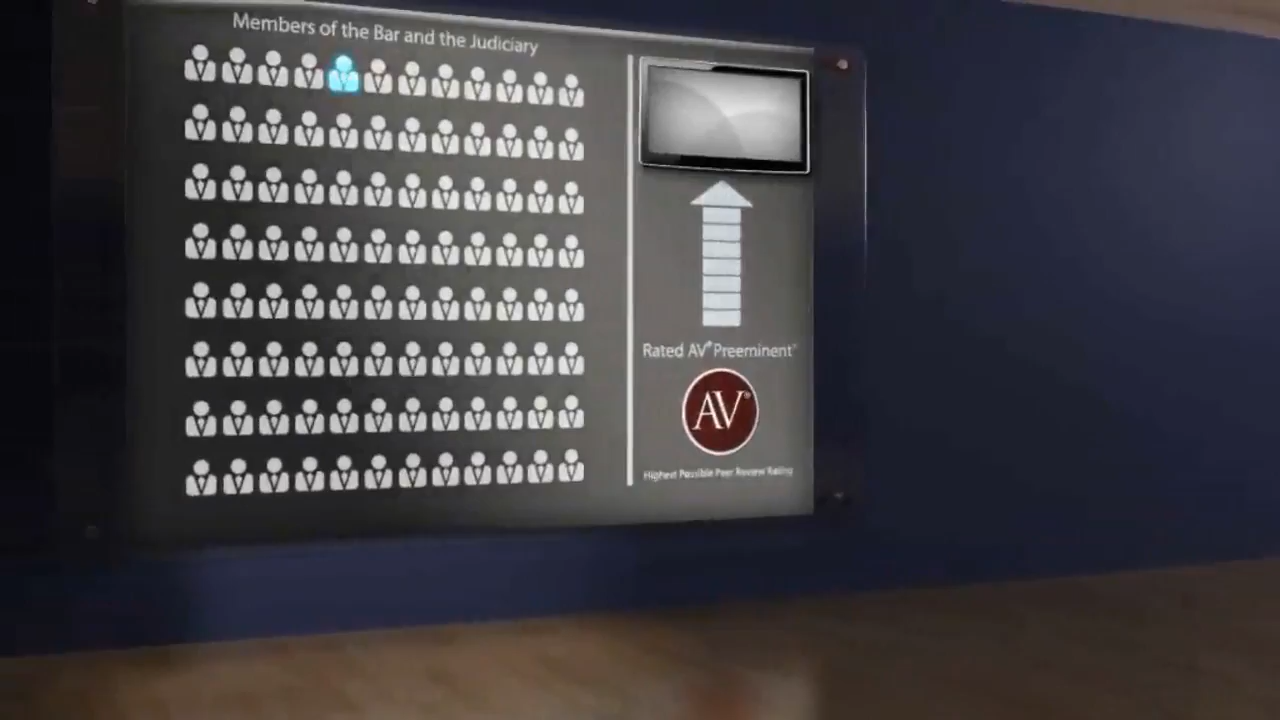 Members of the Bar and the Judiciary
Rated AV® Preeminent™
AV®
Highest Possible Peer Review Rating